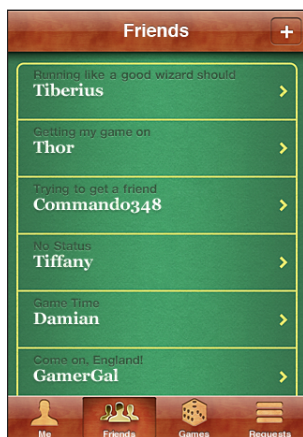 Friends
+
Running like a good wizard should
Tiberius
Getting my game on
Thor
Trying to get a friend
Commando348
No Status
Tiffany
Game Time
Damian
Come on, England!
GamerGal
Me
Friends
Games
Requests